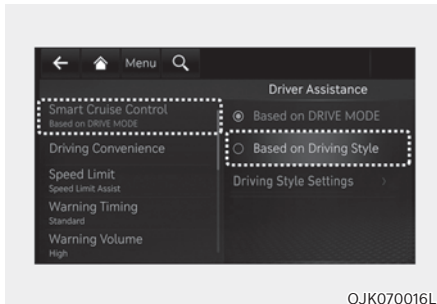 Menu
Driver Assistance
Smart Cruise Control
Based on DRIVE MODE
Driving Convenience
Speed Limit
Speed Limit Assist
Warning Timing
Standard
Warning Volume
High
Based on DRIVE MODE
Based on Driving Style
Driving Style Settings
OJK070016L